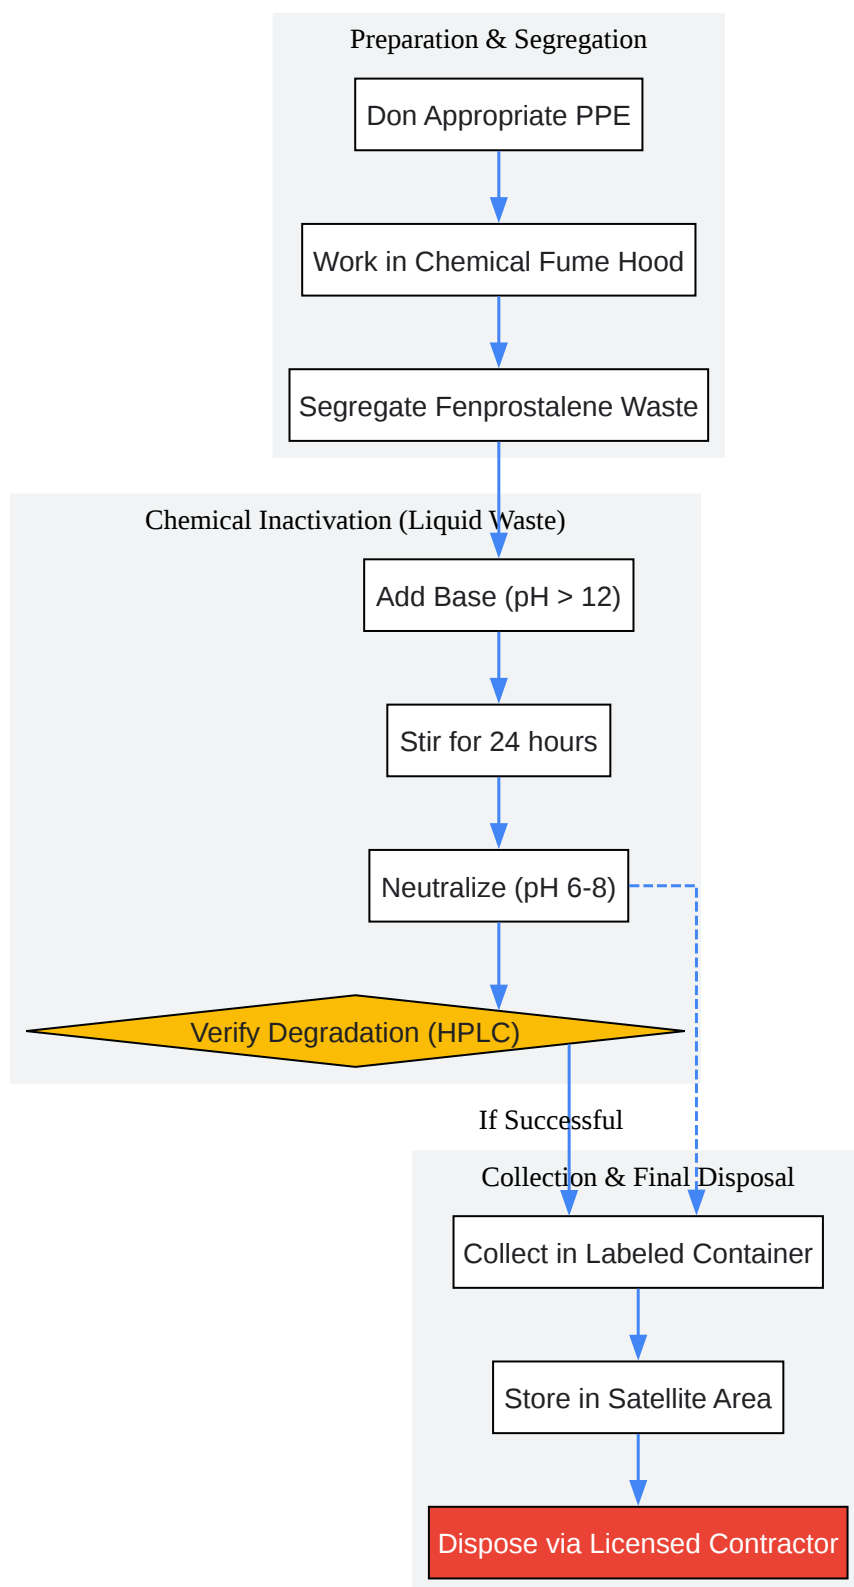 Preparation & Segregation
Don Appropriate PPE
Work in Chemical Fume Hood
Segregate Fenprostalene Waste
Chemical Inactivation (Liquid Waste)
Add Base (pH > 12)
Stir for 24 hours
Neutralize (pH 6-8)
Verify Degradation (HPLC)
If Successful
Collection & Final Disposal
Collect in Labeled Container
Store in Satellite Area
Dispose via Licensed Contractor